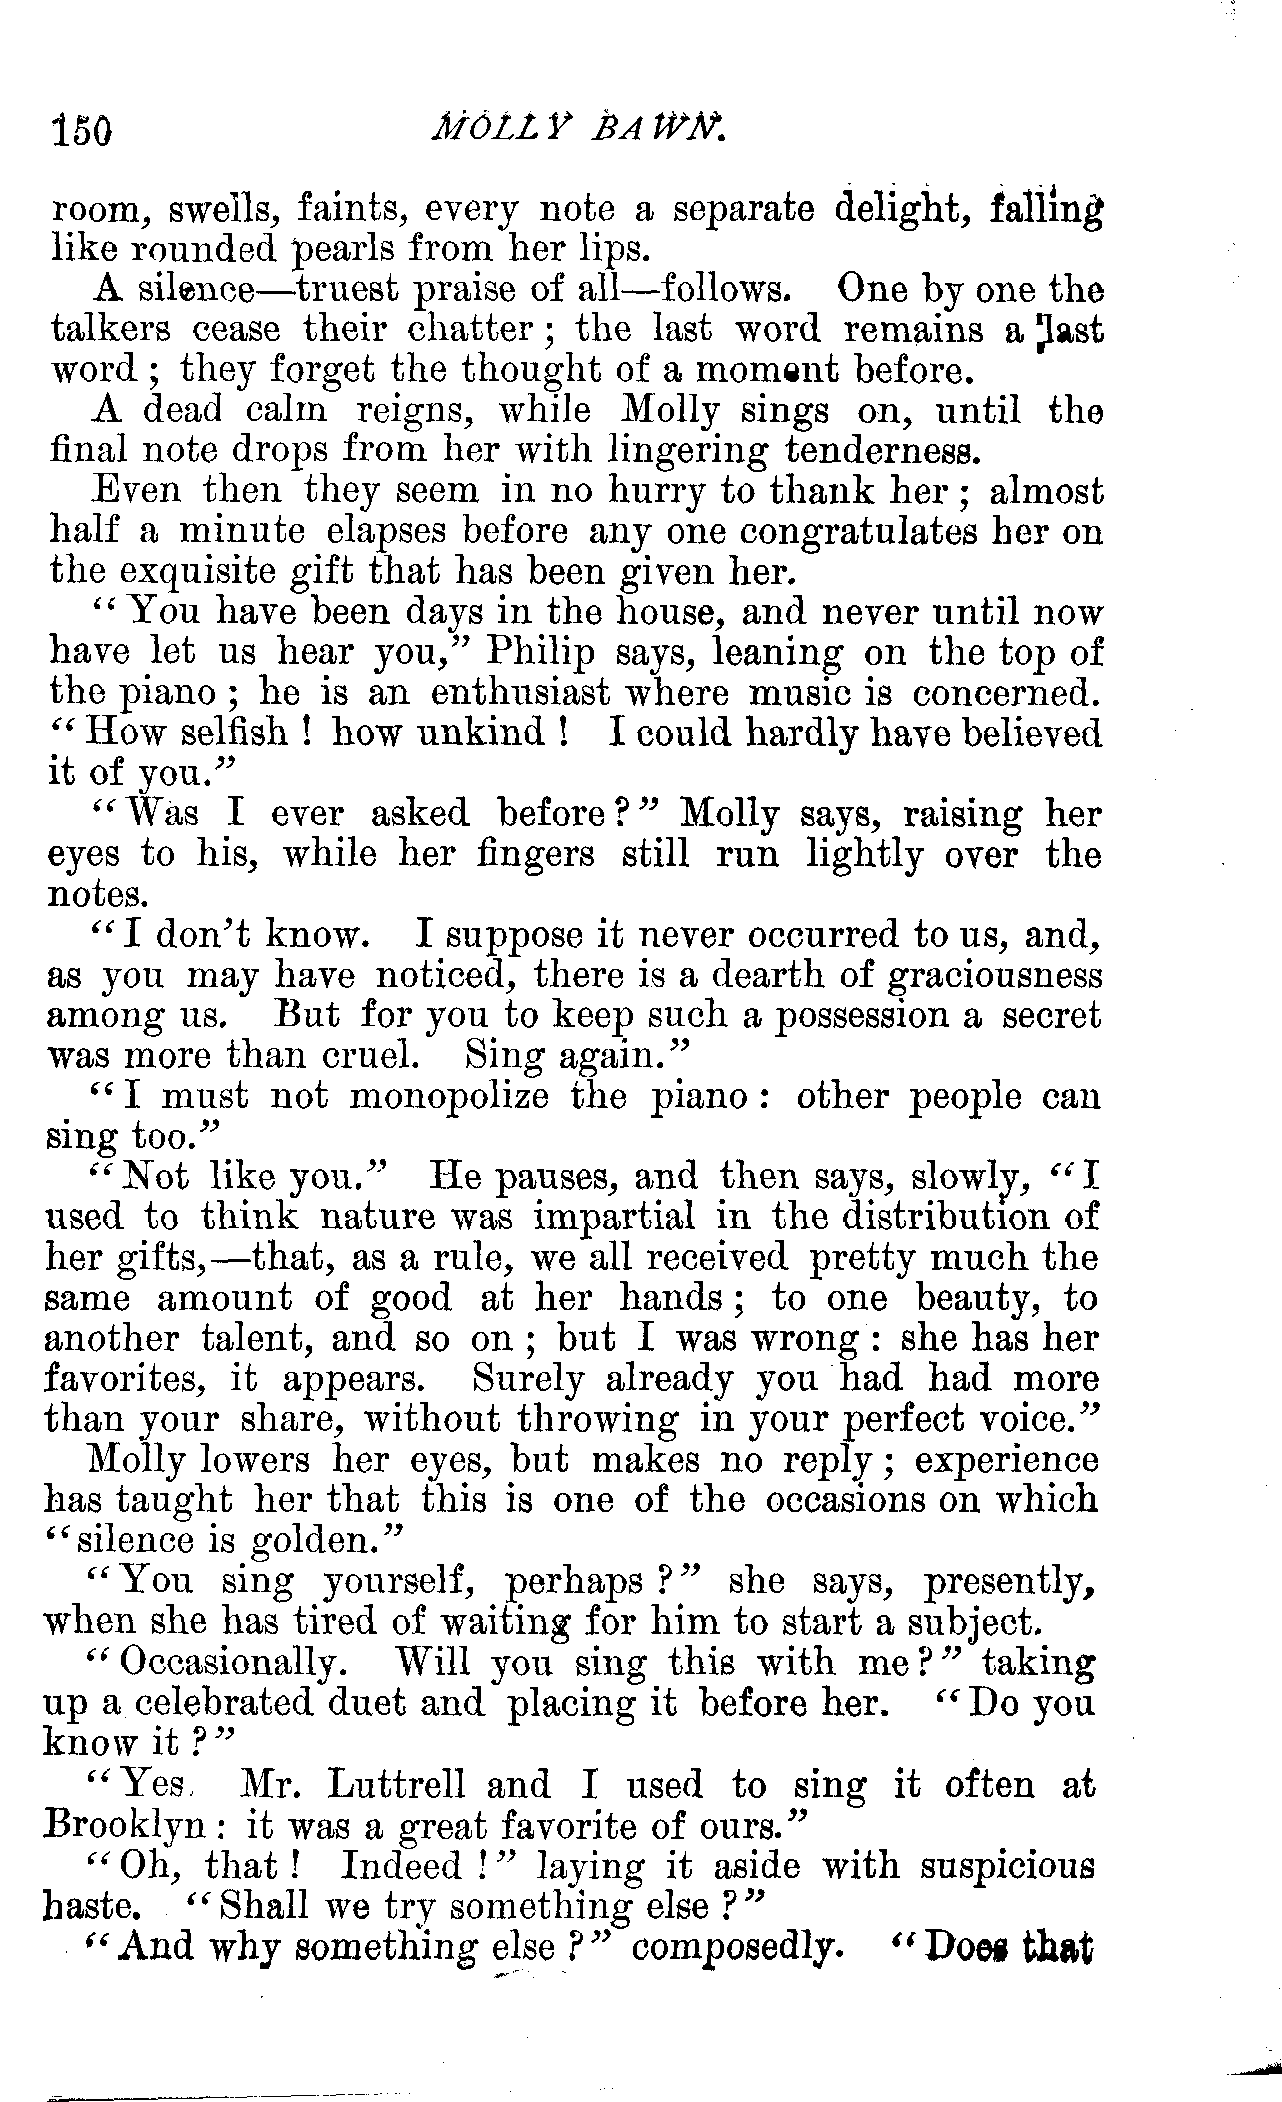 150 MOLLY BAWN.
room, swells, faints, every note a separate delight, falling
like rounded pearls from her lips.
A silence—truest praise of all—follows. One by one the
talkers cease their chatter; the last word remains a last
word; they forget the thought of a moment before.
A dead calm reigns, while Molly sings on, until the
final note drops from her with lingering tenderness.
Even then they seem in no hurry to thank her; almost
half a minute elapses before any one congratulates her on
the exquisite gift that has been given her.
"You have been days in the house, and never until now
have let us hear you," Philip says, leaning on the top of
the piano; he is an enthusiast where music is concerned.
"How selfish! how unkind! I could hardly have believed
it of you."
"Was I ever asked before?" Molly says, raising her
eyes to his, while her fingers still run lightly over the
notes.
"I don't know. I suppose it never occurred to us, and,
as you may have noticed, there is a dearth of graciousness
among us. But for you to keep such a possession a secret
was more than cruel. Sing again."
"I must not monopolize the piano: other people can
sing too."
"Not like you." He pauses, and then says, slowly, "I
used to think nature was impartial in the distribution of
her gifts,—that, as a rule, we all received pretty much the
same amount of good at her hands; to one beauty, to
another talent, and so on; but I was wrong: she has her
favorites, it appears. Surely already you had had more
than your share, without throwing in your perfect voice."
Molly lowers her eyes, but makes no reply; experience
has taught her that this is one of the occasions on which
"silence is golden."
"You sing yourself, perhaps?" she says, presently,
when she has tired of waiting for him to start a subject.
"Occasionally. Will you sing this with me?" taking
up a celebrated duet and placing it before her. "Do you
know it?"
"Yes, Mr. Luttrell and I used to sing it often at
Brooklyn: it was a great favorite of ours."
"Oh, that! Indeed!" laying it aside with suspicious
haste. "Shall we try something else?"
"And why something else?" composedly. "Does that